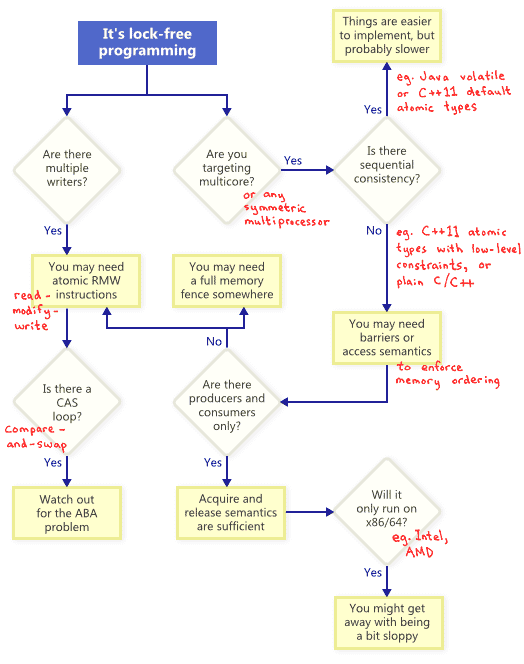 It's lock-free
programming
Things are easier
to implement, but
probably slower
eg. Java volatile
or C++11 default
atomic types
Yes
Are there
multiple
writers?
Are you
targeting
multicore?
Yes
Is there
sequential
consistency?
or any
symmetric
multiprocessor
Yes
No
eg. C++11 atomic
types with low-level
constraints, or
plain C/C++
You may need
atomic RMW
instructions
read-
modify-
write
You may need
a full memory
fence somewhere
You may need
barriers or
access semantics
to enforce
memory ordering
No
Is there a
CAS
loop?
compare-
and-swap
Are there
producers and
consumers
only?
Yes
Yes
Watch out
for the ABA
problem
Acquire and
release semantics
are sufficient
Will it
only run on
x86/64?
eg. Intel,
AMD
Yes
You might get
away with being
a bit sloppy